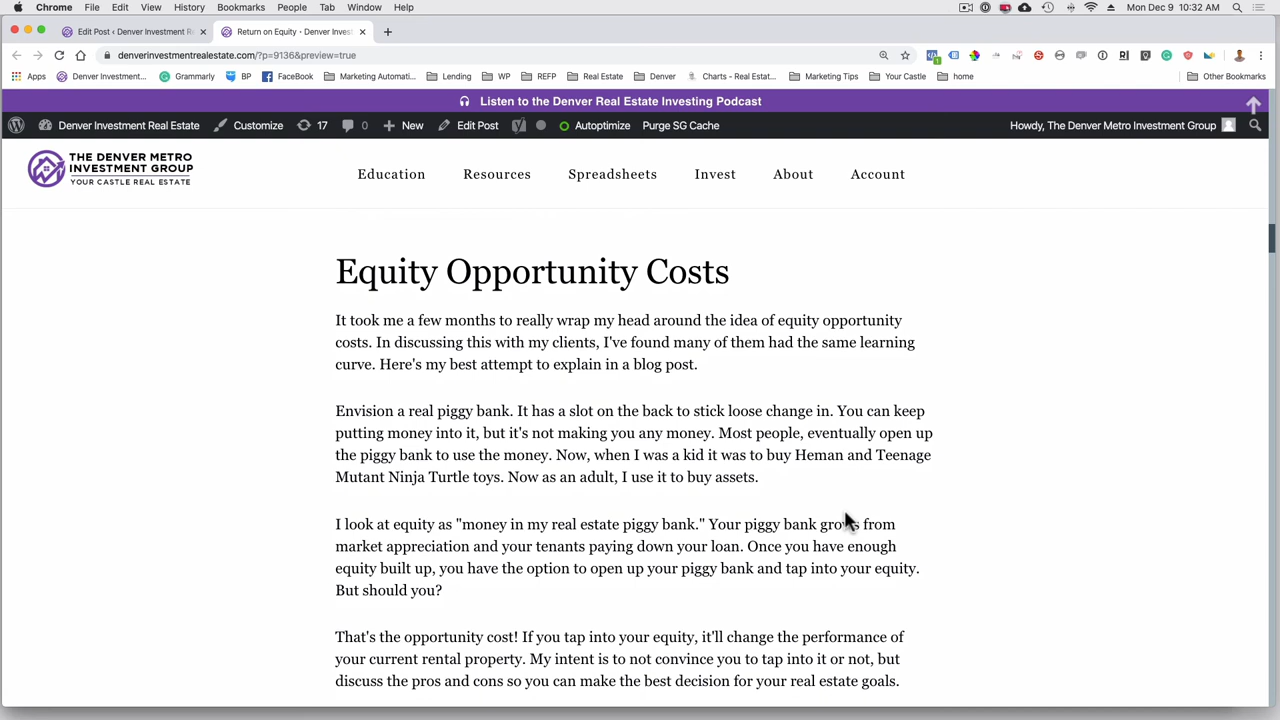 Chrome File Edit View History Bookmarks People Tab Window Help Mon Dec 9 10:32 AM
Edit Post ‹ Denver Investment R Return on Equity - Denver Inves
denverinvestmentrealestate.com/?p=9136&preview=true
Apps Denver Investment... Grammarly BP FaceBook Marketing Automati... Lending WP REFP Real Estate Denver Charts - Real Estat... Marketing Tips Your Castle home Other Bookmarks
Listen to the Denver Real Estate Investing Podcast
Denver Investment Real Estate Customize 17 0 New Edit Post Autoptimize Purge SG Cache Howdy, The Denver Metro Investment Group
THE DENVER METRO
INVESTMENT GROUP
YOUR CASTLE REAL ESTATE
Education Resources Spreadsheets Invest About Account
Equity Opportunity Costs
It took me a few months to really wrap my head around the idea of equity opportunity
costs. In discussing this with my clients, I've found many of them had the same learning
curve. Here's my best attempt to explain in a blog post.
Envision a real piggy bank. It has a slot on the back to stick loose change in. You can keep
putting money into it, but it's not making you any money. Most people, eventually open up
the piggy bank to use the money. Now, when I was a kid it was to buy Heman and Teenage
Mutant Ninja Turtle toys. Now as an adult, I use it to buy assets.
I look at equity as "money in my real estate piggy bank." Your piggy bank grows from
market appreciation and your tenants paying down your loan. Once you have enough
equity built up, you have the option to open up your piggy bank and tap into your equity.
But should you?
That's the opportunity cost! If you tap into your equity, it'll change the performance of
your current rental property. My intent is to not convince you to tap into it or not, but
discuss the pros and cons so you can make the best decision for your real estate goals.